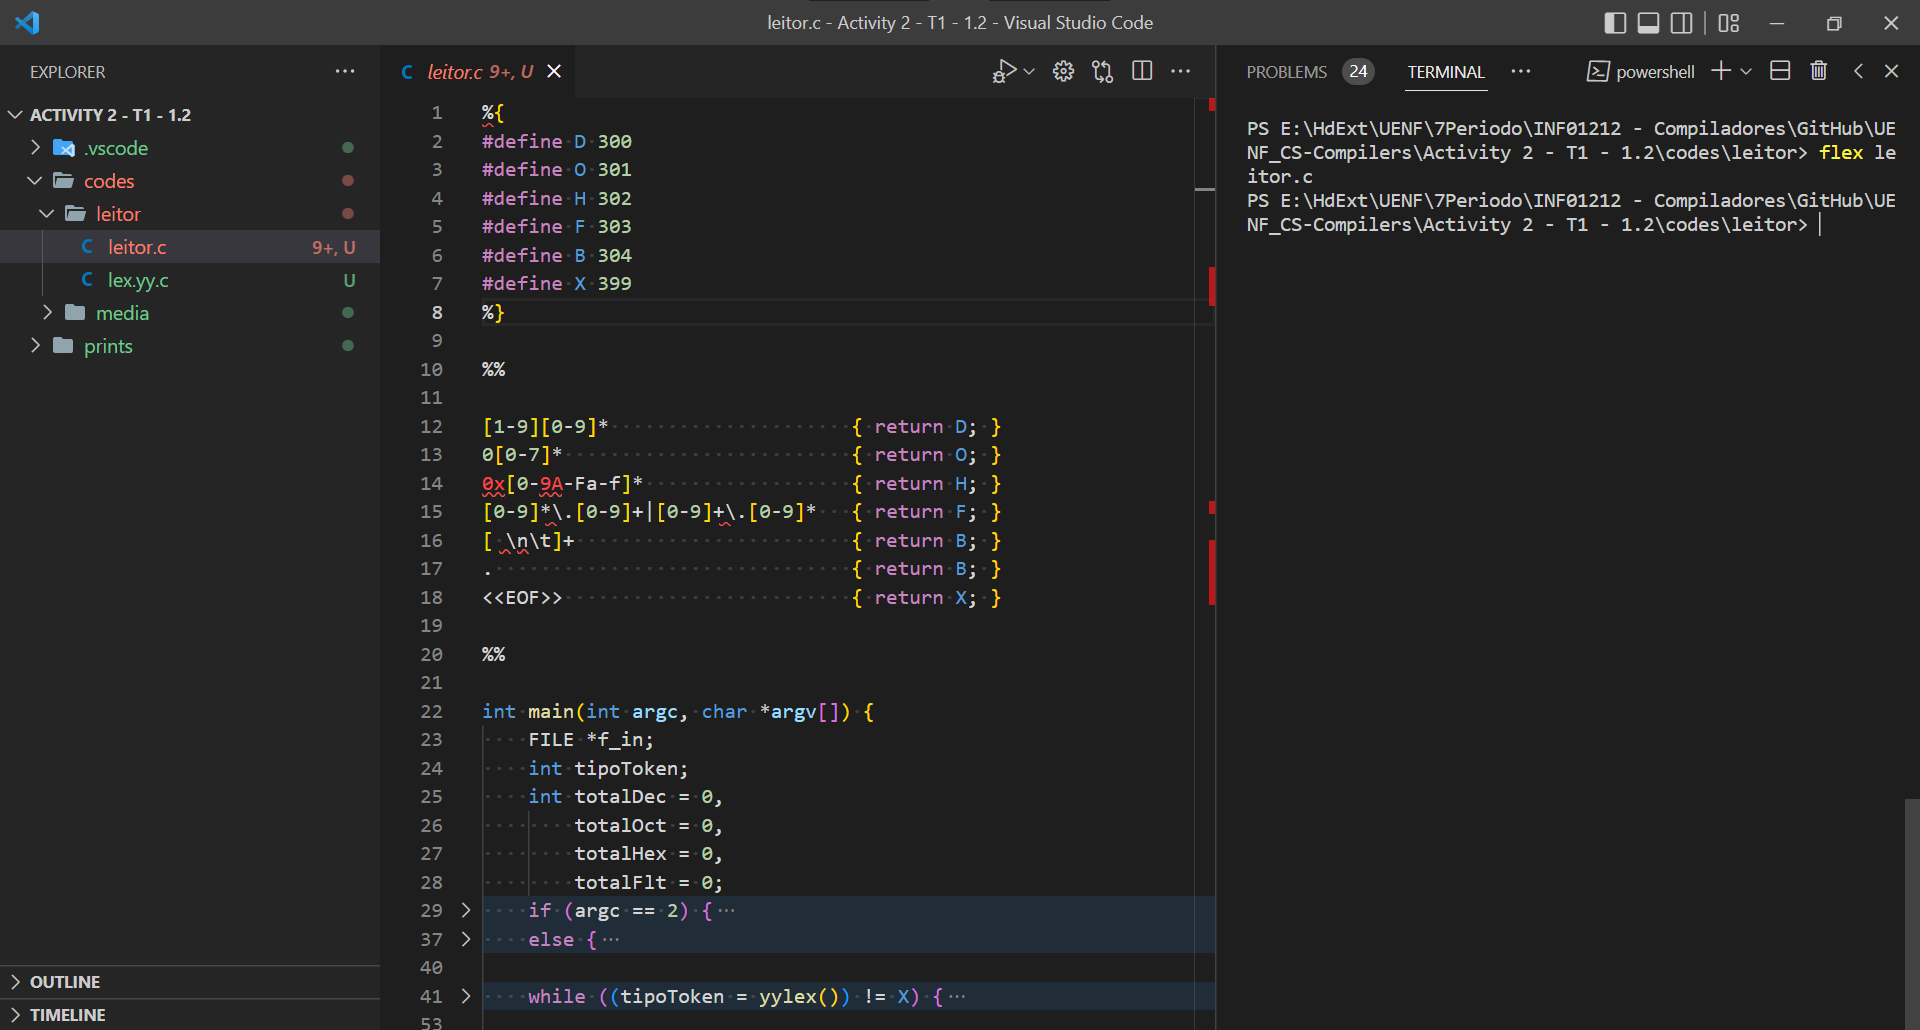 leitor.c - Activity 2 - T1 - 1.2 - Visual Studio Code
EXPLORER
ACTIVITY 2 - T1 - 1.2
.vscode
codes
leitor
leitor.c 9+, U
lex.yy.c U
media
prints
OUTLINE
TIMELINE
C leitor.c 9+, U
1 %{
2 #define D 300
3 #define O 301
4 #define H 302
5 #define F 303
6 #define B 304
7 #define X 399
8 %}
9
10 %%
11
12 [1-9][0-9]* { return D; }
13 0[0-7]* { return O; }
14 0x[0-9A-Fa-f]* { return H; }
15 [0-9]*\.[0-9]+|[0-9]+\.[0-9]* { return F; }
16 [ \n\t]+ { return B; }
17 . { return B; }
18 <<EOF>> { return X; }
19
20 %%
21
22 int main(int argc, char *argv[]) {
23 FILE *f_in;
24 int tipoToken;
25 int totalDec = 0,
26 totalOct = 0,
27 totalHex = 0,
28 totalFlt = 0;
29 if (argc == 2) {···
37 else {···
40
41 while ((tipoToken = yylex()) != X) {···
53
PROBLEMS 24 TERMINAL powershell
PS E:\HdExt\UENF\7Periodo\INF01212 - Compiladores\GitHub\UE
NF_CS-Compilers\Activity 2 - T1 - 1.2\codes\leitor> flex le
itor.c
PS E:\HdExt\UENF\7Periodo\INF01212 - Compiladores\GitHub\UE
NF_CS-Compilers\Activity 2 - T1 - 1.2\codes\leitor>